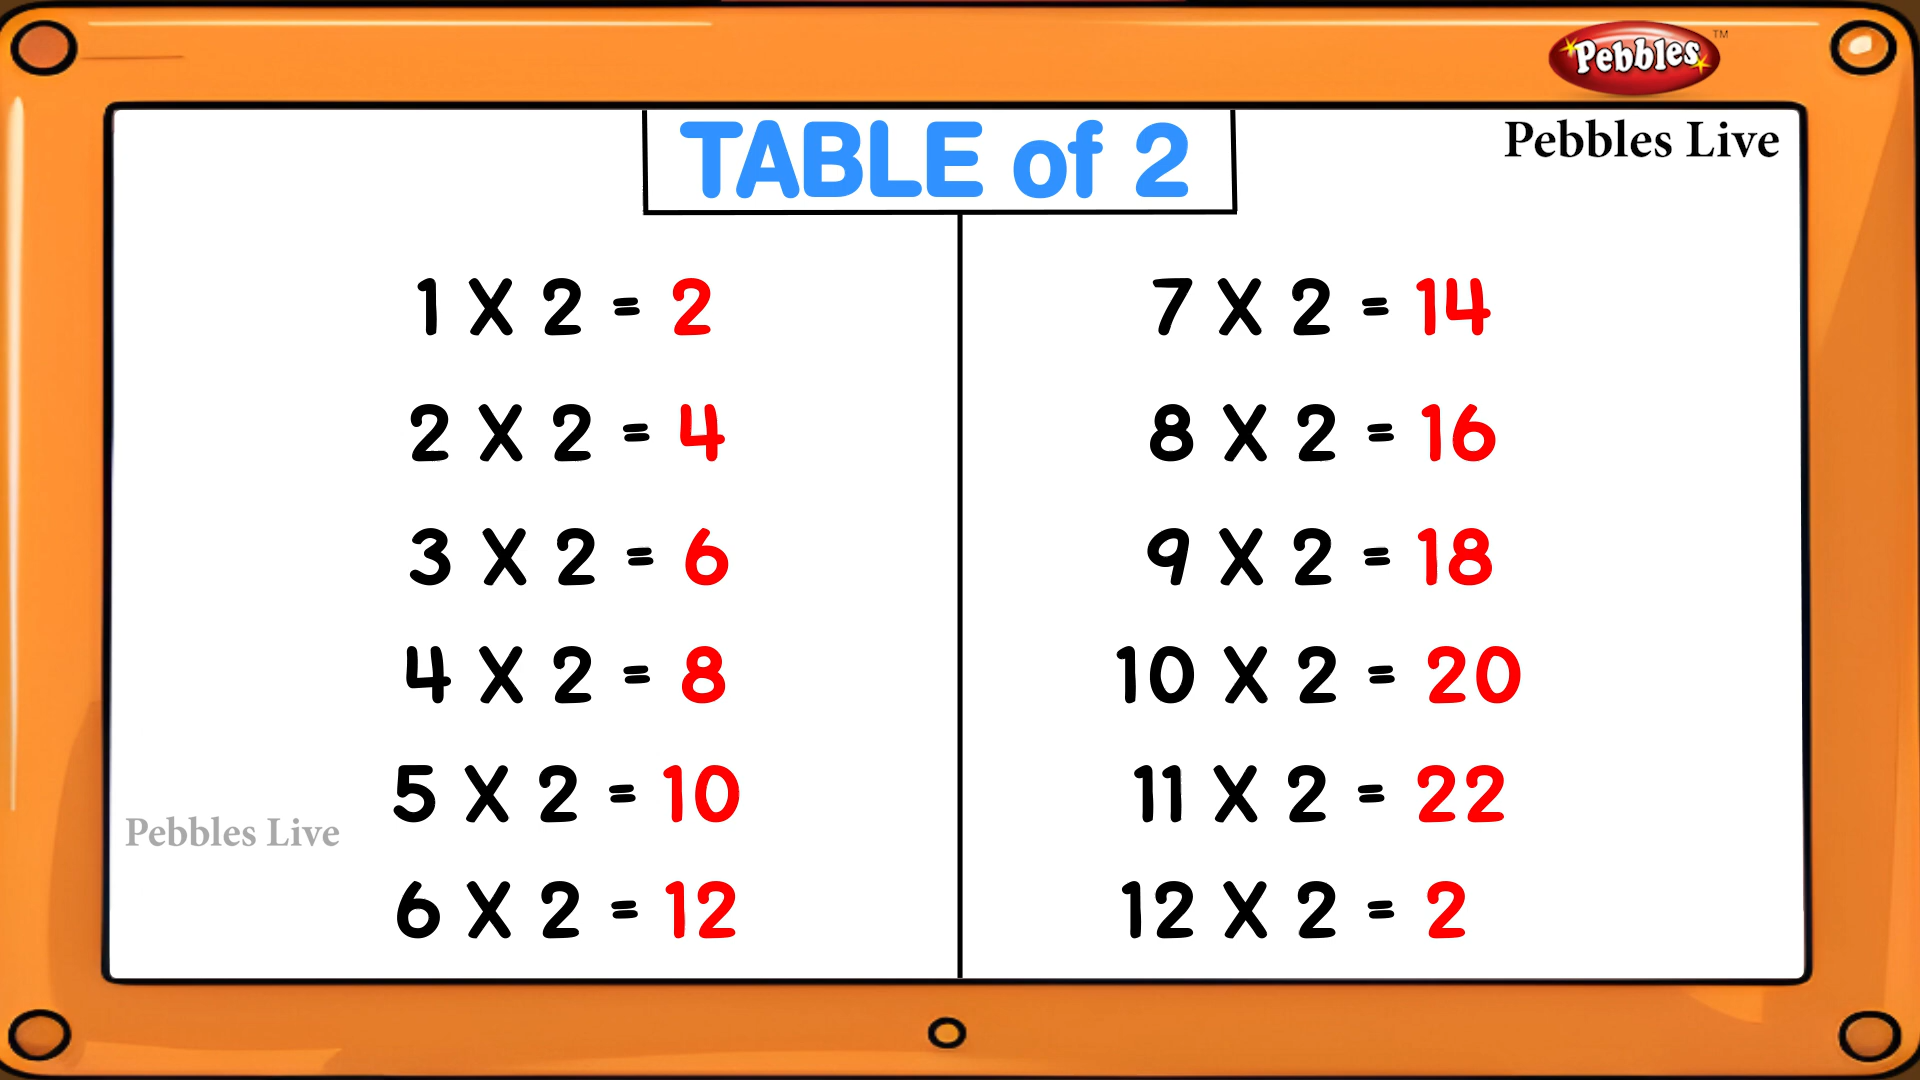 Pebbles TM
Pebbles Live
TABLE of 2
1 X 2 = 2
2 X 2 = 4
3 X 2 = 6
4 X 2 = 8
5 X 2 = 10
6 X 2 = 12
7 X 2 = 14
8 X 2 = 16
9 X 2 = 18
10 X 2 = 20
11 X 2 = 22
12 X 2 = 2
Pebbles Live